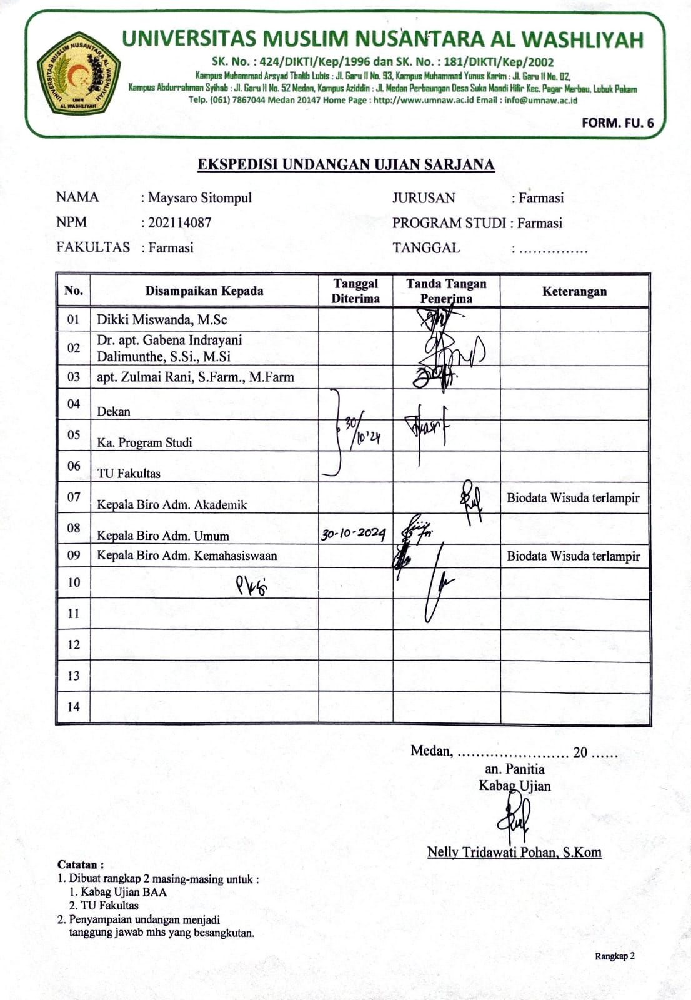 UNIVERSITAS MUSLIM NUSANTARA AL WASHLIYAH
UMN
AL WASHLIYAH
SK. No. : 424/DIKTI/Kep/1996 dan SK. No. : 181/DIKTI/Kep/2002
Kampus Muhammad Arsyad Thalib Lubis : Jl. Garu II No. 93, Kampus Muhammad Yunus Karim : Jl. Garu II No. 02,
Kampus Abdurrahman Syihab : Jl. Garu II No. 52 Medan, Kampus Aziddin : Jl. Medan Perbaungan Desa Suka Mandi Hilir Kec. Pagar Merbau, Lubuk Pakam
Telp. (061) 7867044 Medan 20147 Home Page : http://www.umnaw.ac.id Email : info@umnaw.ac.id
UNIVERSITAS MUSLIM NUSANTARA AL WASHLIYAH
FORM. FU. 6
EKSPEDISI UNDANGAN UJIAN SARJANA
NAMA : Maysaro Sitompul JURUSAN : Farmasi
NPM : 202114087 PROGRAM STUDI : Farmasi
FAKULTAS : Farmasi TANGGAL : ...............
No. Disampaikan Kepada Tanggal Diterima Tanda Tangan Penerima Keterangan
01 Dikki Miswanda, M.Sc
02 Dr. apt. Gabena Indrayani
Dalimunthe, S.Si., M.Si
03 apt. Zulmai Rani, S.Farm., M.Farm
04 Dekan
30/10'24
05 Ka. Program Studi
06 TU Fakultas
07 Kepala Biro Adm. Akademik Biodata Wisuda terlampir
08 Kepala Biro Adm. Umum 30-10-2024
09 Kepala Biro Adm. Kemahasiswaan Biodata Wisuda terlampir
10
11
12
13
14
Medan, ........................ 20 ......
an. Panitia
Kabag Ujian
Nelly Tridawati Pohan, S.Kom
Catatan :
1. Dibuat rangkap 2 masing-masing untuk :
1. Kabag Ujian BAA
2. TU Fakultas
2. Penyampaian undangan menjadi
tanggung jawab mhs yang besangkutan.
Rangkap 2